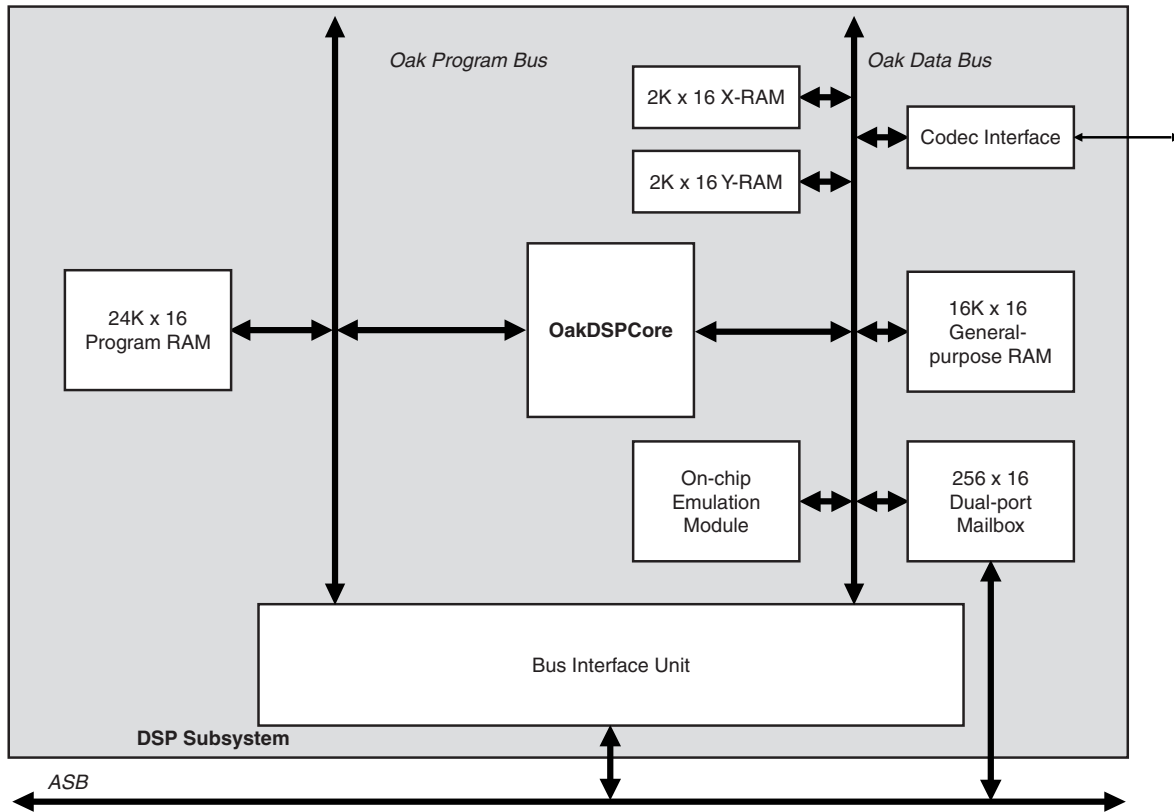 Oak Program Bus
Oak Data Bus
2K x 16 X-RAM
Codec Interface
2K x 16 Y-RAM
24K x 16
Program RAM
OakDSPCore
16K x 16
General-
purpose RAM
On-chip
Emulation
Module
256 x 16
Dual-port
Mailbox
Bus Interface Unit
DSP Subsystem
ASB